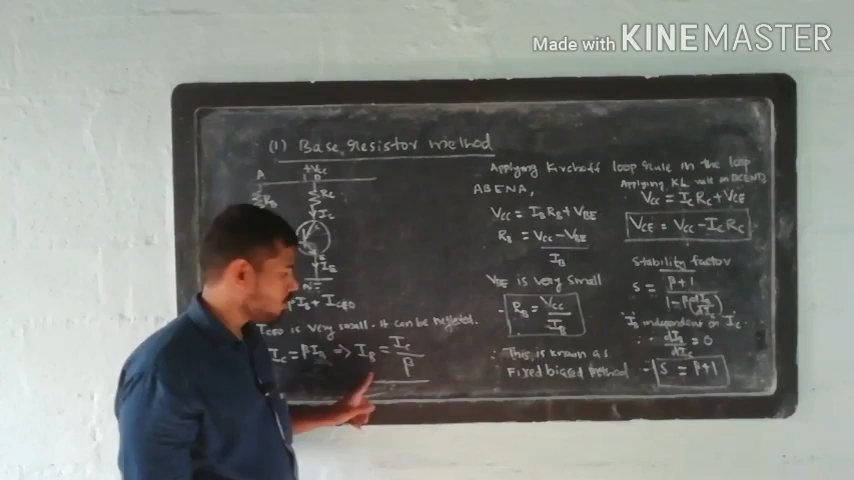 Made with KINEMASTER
(1) Base resistor method
+Vcc
A
D
RB
Rc
Ic
IE
N
βIB + ICEO
ICEO is very small. It can be neglected.
Ic = βIB ⇒ IB = Ic / β
Applying Kirchoff loop rule in the loop
ABENA,
Vcc = IBRB + VBE
RB = Vcc - VBE / IB
VBE is very small
RB = Vcc / IB
∴ This is known as
Fixed biased method
Applying KL rule on DCEND
Vcc = IcRc + VCE
VCE = Vcc - IcRc
Stability factor
S = β+1 / 1-β(dIB/dIc)
IB independent on Ic
∴ dIB/dIc = 0
S = β+1